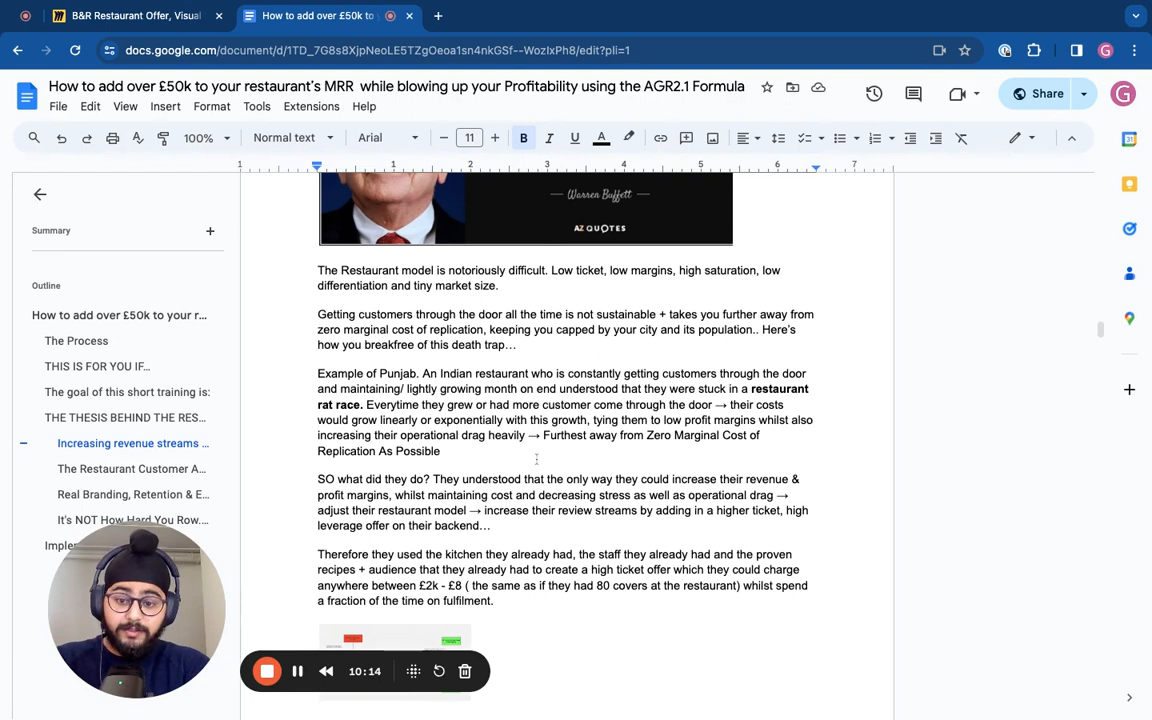 B&R Restaurant Offer, Visual
How to add over £50k to
docs.google.com/document/d/1TD_7G8s8XjpNeoLE5TZgOeoa1sn4nkGSf--WozIxPh8/edit?pli=1
G
How to add over £50k to your restaurant's MRR while blowing up your Profitability using the AGR2.1 Formula
File Edit View Insert Format Tools Extensions Help
Share
G
100% Normal text Arial 11 B I U A
1 1 2 3 4 5 6 7
Summary
Outline
How to add over £50k to your r...
The Process
THIS IS FOR YOU IF...
The goal of this short training is:
THE THESIS BEHIND THE RES...
Increasing revenue streams ...
The Restaurant Customer A...
Real Branding, Retention & E...
It's NOT How Hard You Row....
Warren Buffett
AZ QUOTES
The Restaurant model is notoriously difficult. Low ticket, low margins, high saturation, low
differentiation and tiny market size.
Getting customers through the door all the time is not sustainable + takes you further away from
zero marginal cost of replication, keeping you capped by your city and its population.. Here's
how you breakfree of this death trap…
Example of Punjab. An Indian restaurant who is constantly getting customers through the door
and maintaining/ lightly growing month on end understood that they were stuck in a restaurant
rat race. Everytime they grew or had more customer come through the door → their costs
would grow linearly or exponentially with this growth, tying them to low profit margins whilst also
increasing their operational drag heavily → Furthest away from Zero Marginal Cost of
Replication As Possible
SO what did they do? They understood that the only way they could increase their revenue &
profit margins, whilst maintaining cost and decreasing stress as well as operational drag →
adjust their restaurant model → increase their review streams by adding in a higher ticket, high
leverage offer on their backend…
Therefore they used the kitchen they already had, the staff they already had and the proven
recipes + audience that they already had to create a high ticket offer which they could charge
anywhere between £2k - £8 ( the same as if they had 80 covers at the restaurant) whilst spend
a fraction of the time on fulfilment.
10:14